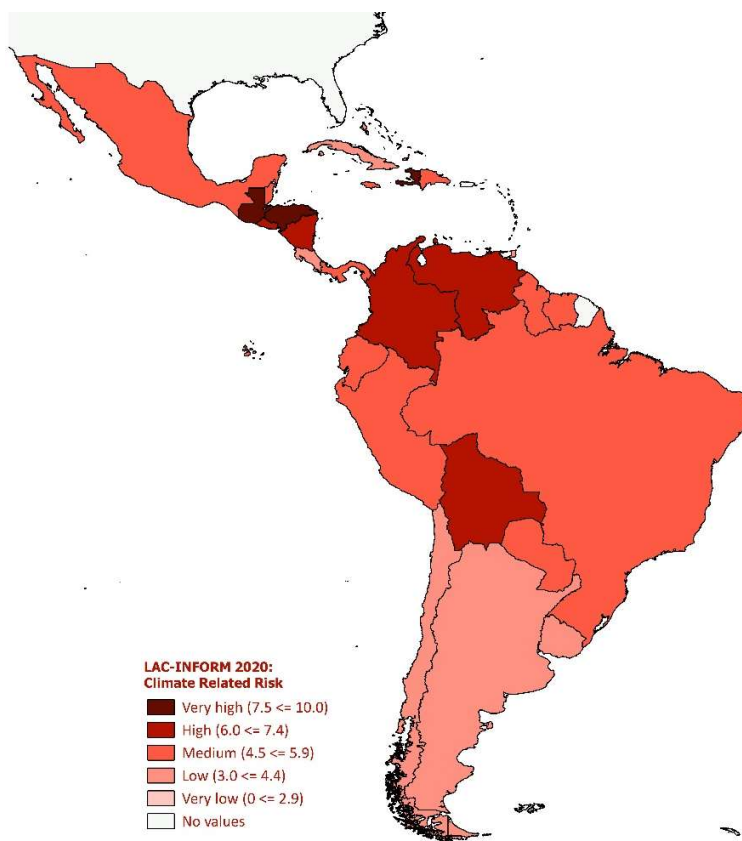 LAC-INFORM 2020:
Climate Related Risk
Very high (7.5 <= 10.0)
High (6.0 <= 7.4)
Medium (4.5 <= 5.9)
Low (3.0 <= 4.4)
Very low (0 <= 2.9)
No values